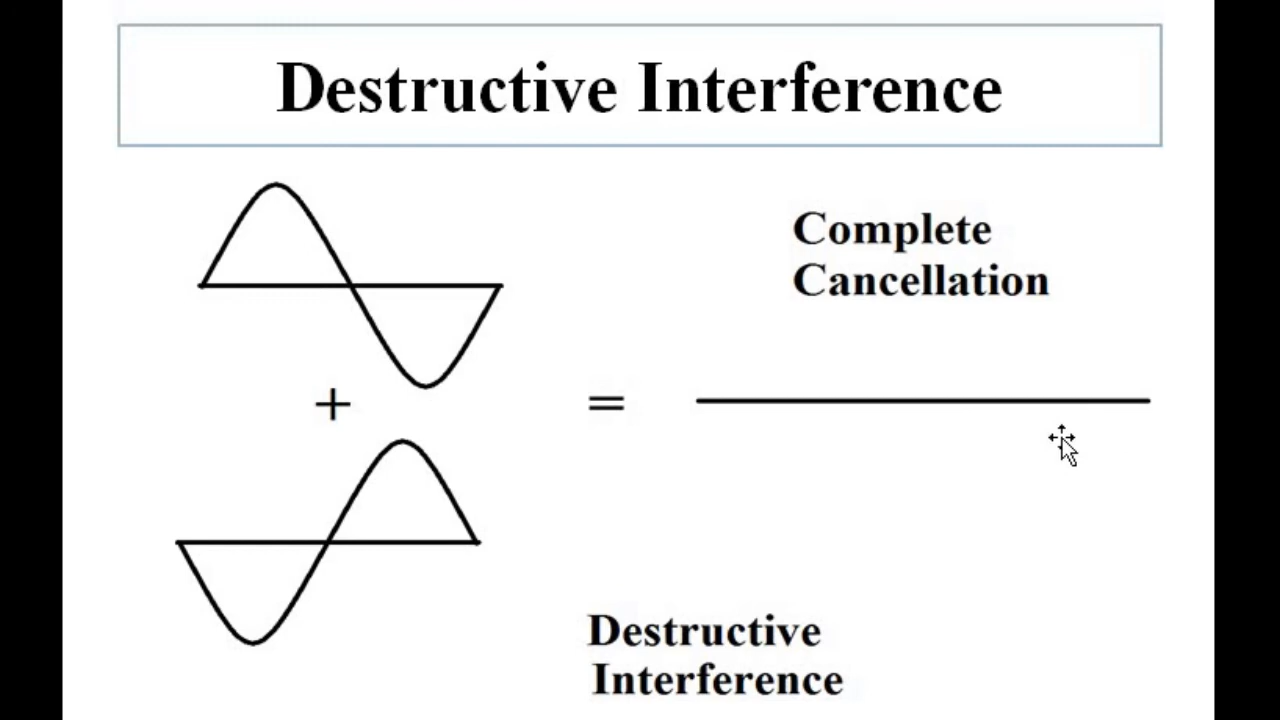 Destructive Interference
Complete
Cancellation
+
=
Destructive
Interference